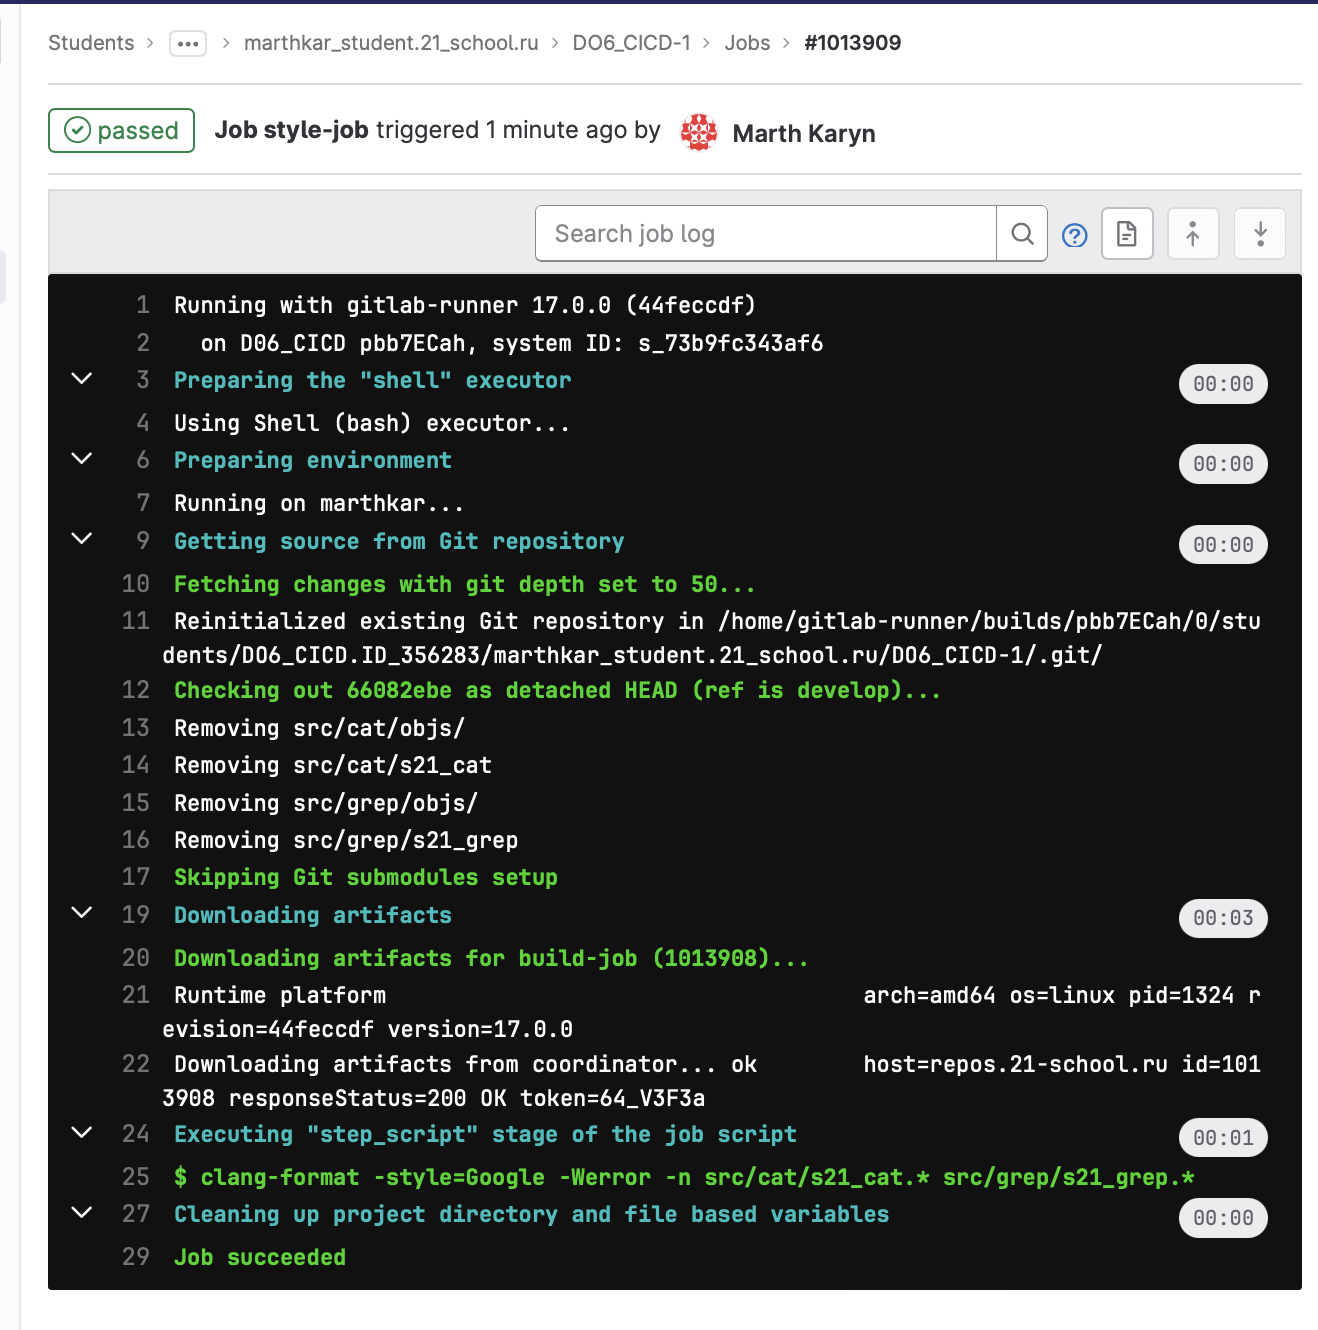 Students > ... > marthkar_student.21_school.ru > DO6_CICD-1 > Jobs > #1013909
passed Job style-job triggered 1 minute ago by Marth Karyn
Search job log
1 Running with gitlab-runner 17.0.0 (44feccdf)
2 on D06_CICD pbb7ECah, system ID: s_73b9fc343af6
3 Preparing the "shell" executor 00:00
4 Using Shell (bash) executor...
6 Preparing environment 00:00
7 Running on marthkar...
9 Getting source from Git repository 00:00
10 Fetching changes with git depth set to 50...
11 Reinitialized existing Git repository in /home/gitlab-runner/builds/pbb7ECah/0/stu
dents/DO6_CICD.ID_356283/marthkar_student.21_school.ru/DO6_CICD-1/.git/
12 Checking out 66082ebe as detached HEAD (ref is develop)...
13 Removing src/cat/objs/
14 Removing src/cat/s21_cat
15 Removing src/grep/objs/
16 Removing src/grep/s21_grep
17 Skipping Git submodules setup
19 Downloading artifacts 00:03
20 Downloading artifacts for build-job (1013908)...
21 Runtime platform arch=amd64 os=linux pid=1324 r
evision=44feccdf version=17.0.0
22 Downloading artifacts from coordinator... ok host=repos.21-school.ru id=101
3908 responseStatus=200 OK token=64_V3F3a
24 Executing "step_script" stage of the job script 00:01
25 $ clang-format -style=Google -Werror -n src/cat/s21_cat.* src/grep/s21_grep.*
27 Cleaning up project directory and file based variables 00:00
29 Job succeeded